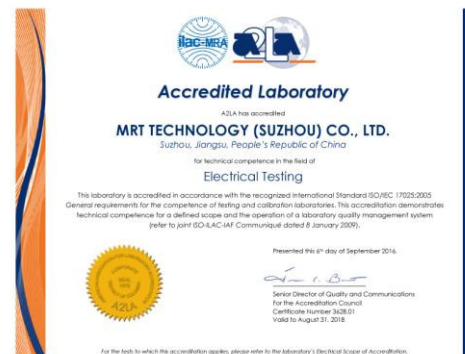 ilac-MRA
A2LA
Accredited Laboratory
A2LA has accredited
MRT TECHNOLOGY (SUZHOU) CO., LTD.
Suzhou, Jiangsu, People's Republic of China
for technical competence in the field of
Electrical Testing
This laboratory is accredited in accordance with the recognized International Standard ISO/IEC 17025:2005
General requirements for the competence of testing and calibration laboratories. This accreditation demonstrates
technical competence for a defined scope and the operation of a laboratory quality management system
(refer to joint ISO-ILAC-IAF Communiqué dated 8 January 2009).
Presented this 6th day of September 2016.
Senior Director of Quality and Communications
For the Accreditation Council
Certificate Number 3628.01
Valid to August 31, 2018
CORPORATE
SEAL
1978
A2LA
For the tests to which this accreditation applies, please refer to the laboratory's Electrical Scope of Accreditation.